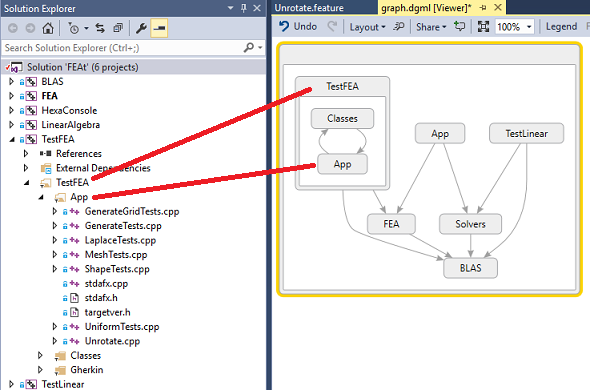 Solution Explorer
Search Solution Explorer (Ctrl+;)
Solution 'FEAt' (6 projects)
BLAS
FEA
HexaConsole
LinearAlgebra
TestFEA
References
External Dependencies
TestFEA
App
GenerateGridTests.cpp
GenerateTests.cpp
LaplaceTests.cpp
MeshTests.cpp
ShapeTests.cpp
stdafx.cpp
stdafx.h
targetver.h
UniformTests.cpp
Unrotate.cpp
Classes
Gherkin
TestLinear
Unrotate.feature
graph.dgml [Viewer]*
Undo
Layout
Share
100%
Legend
TestFEA
Classes
App
App
TestLinear
FEA
Solvers
BLAS